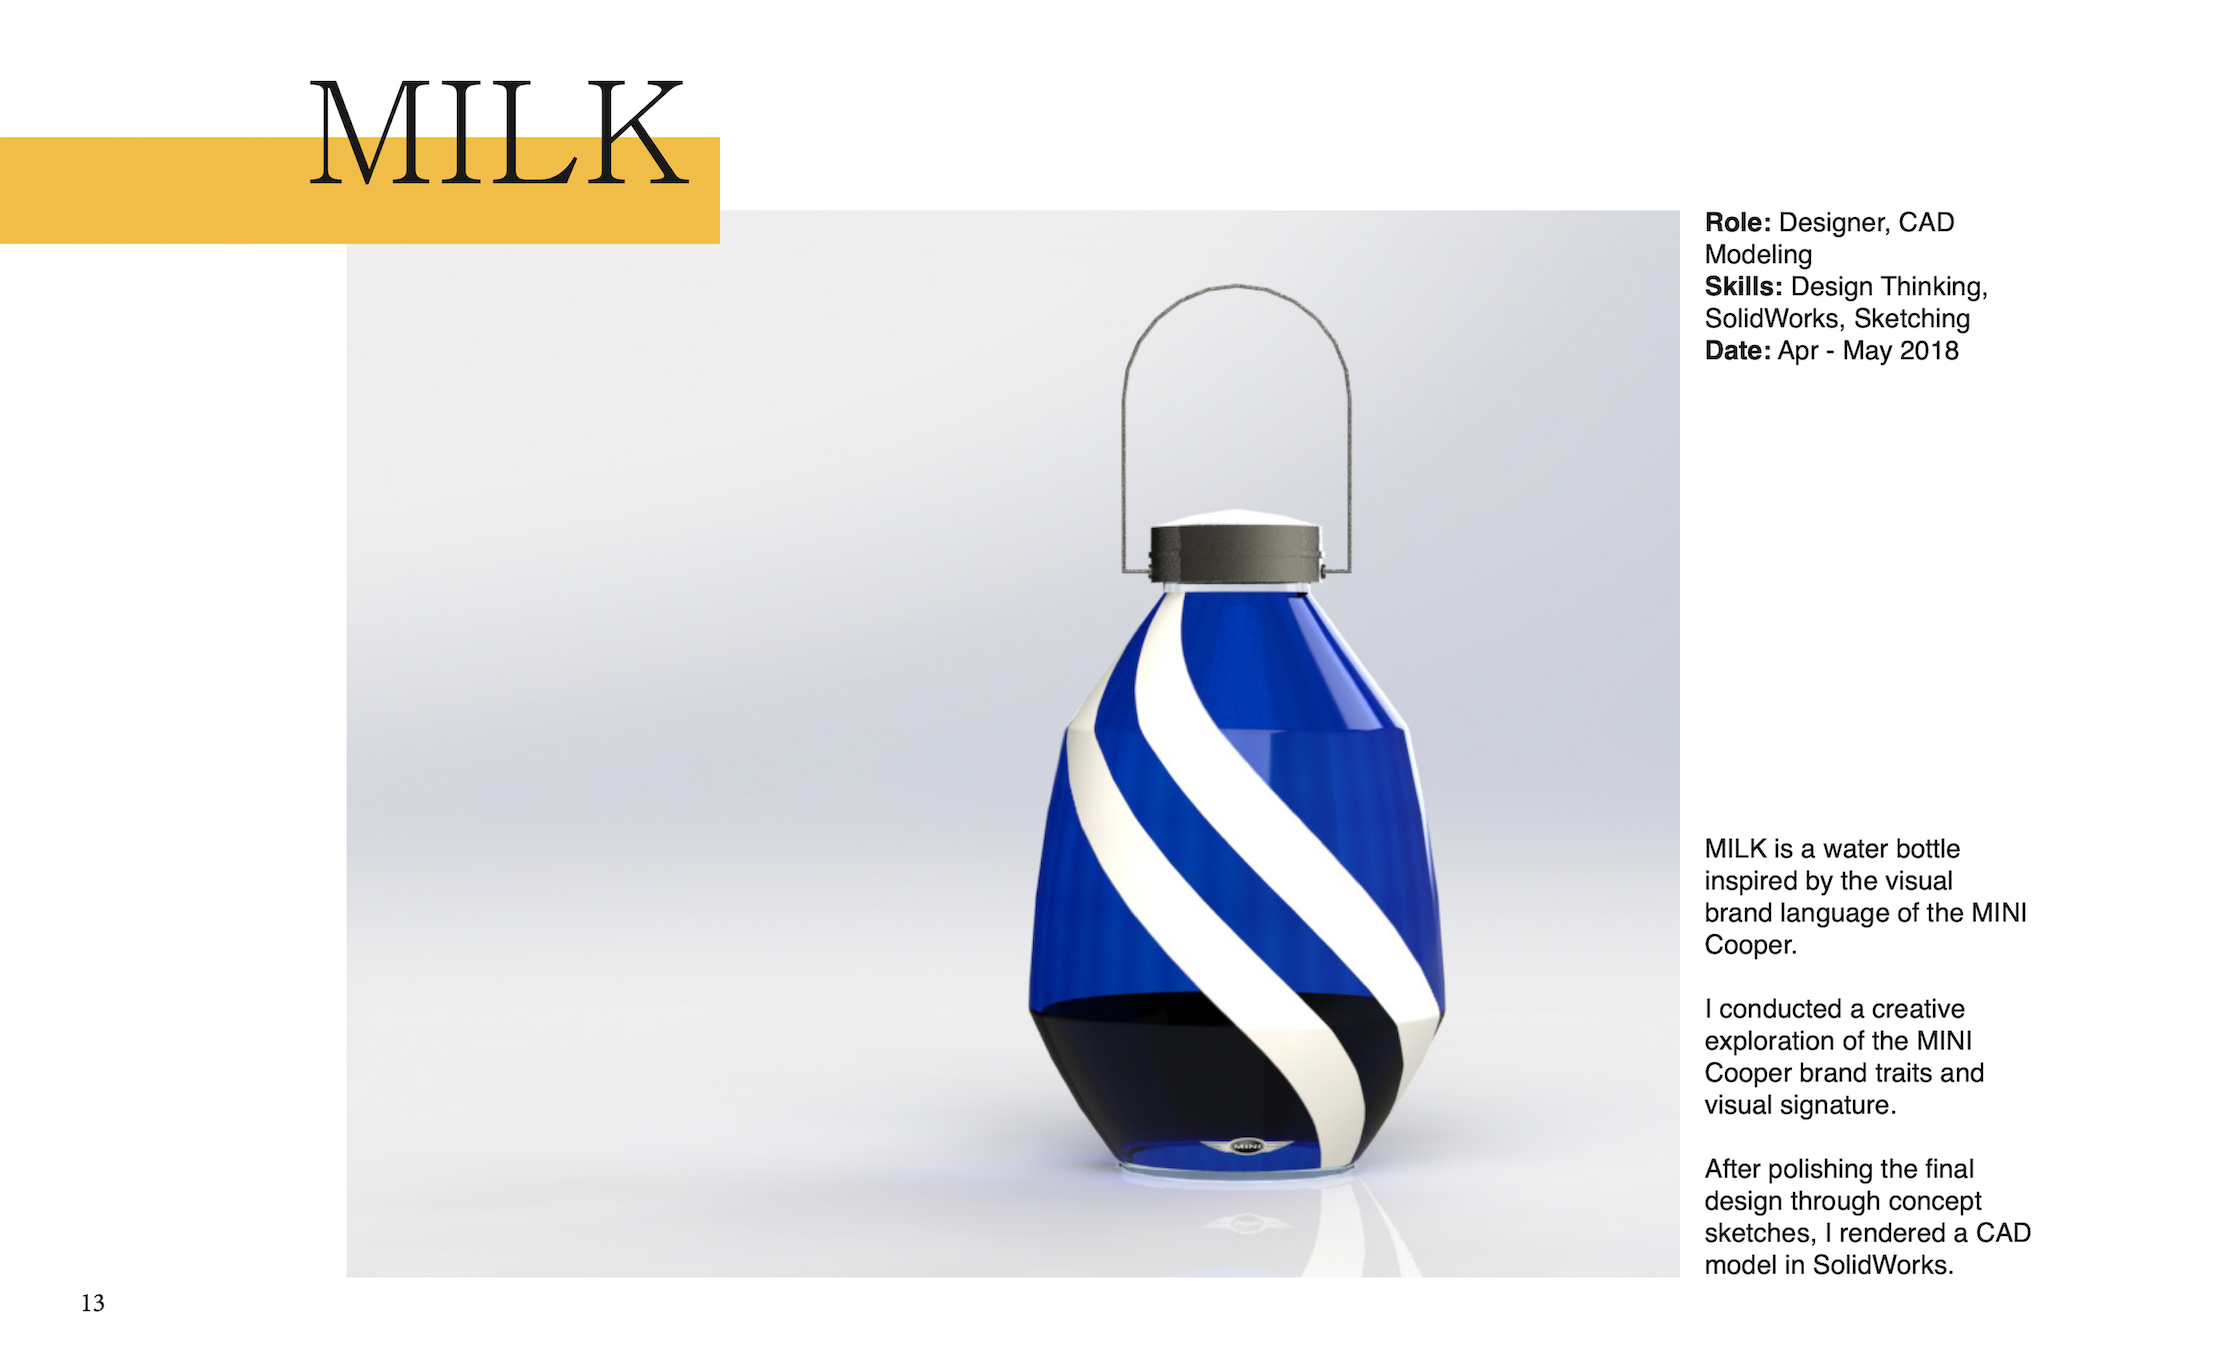 MILK
Role: Designer, CAD
Modeling
Skills: Design Thinking,
SolidWorks, Sketching
Date: Apr - May 2018
MINI
MILK is a water bottle
inspired by the visual
brand language of the MINI
Cooper.
I conducted a creative
exploration of the MINI
Cooper brand traits and
visual signature.
After polishing the final
design through concept
sketches, I rendered a CAD
model in SolidWorks.
13